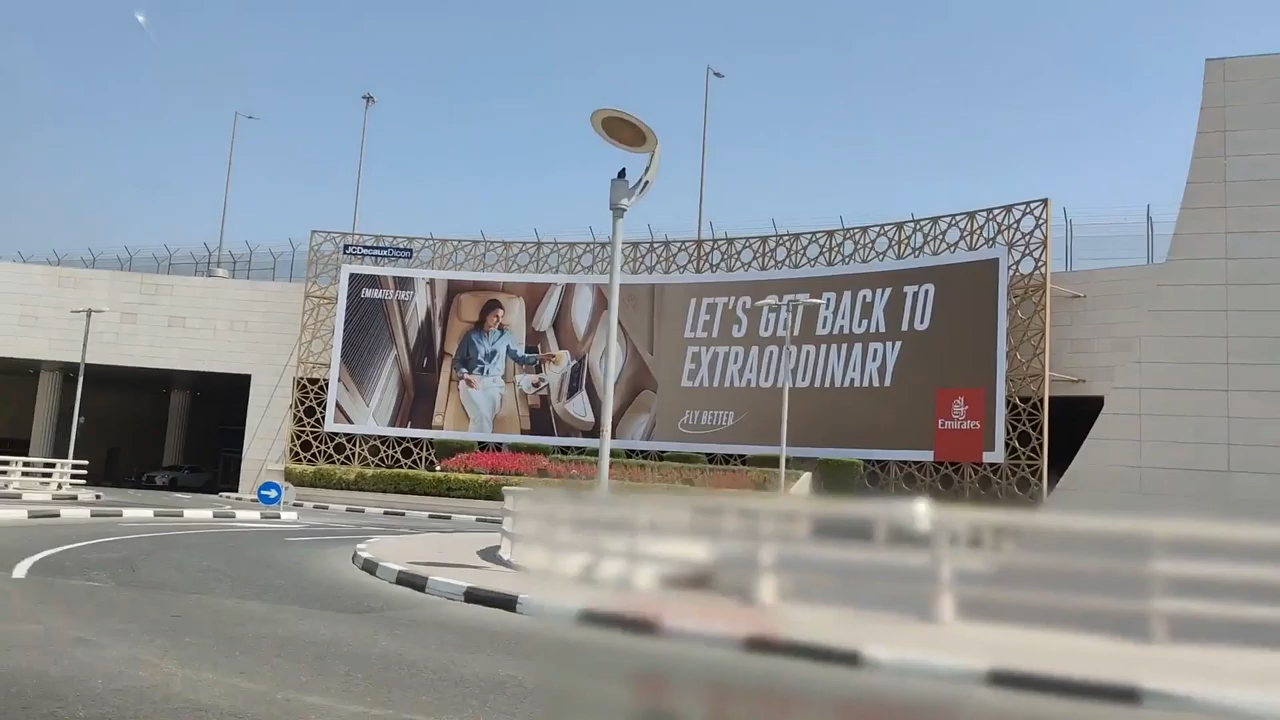 JCDecauxDicon
EMIRATES FIRST
LET'S GET BACK TO
EXTRAORDINARY
FLY BETTER
Emirates